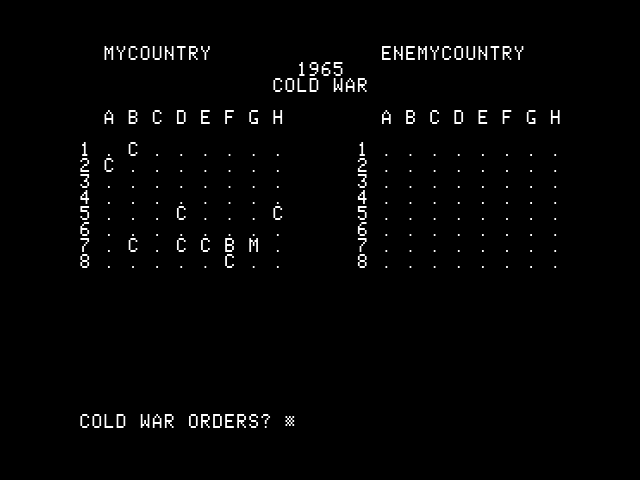 MYCOUNTRY ENEMYCOUNTRY
1965
COLD WAR
A B C D E F G H A B C D E F G H
1 . C . . . . . . 1 . . . . . . . .
2 C . . . . . . . 2 . . . . . . . .
3 . . . . . . . . 3 . . . . . . . .
4 . . . . . . . . 4 . . . . . . . .
5 . . . C . . . C 5 . . . . . . . .
6 . . . . . . . . 6 . . . . . . . .
7 . C . C C B M . 7 . . . . . . . .
8 . . . . . C . . 8 . . . . . . . .
COLD WAR ORDERS?